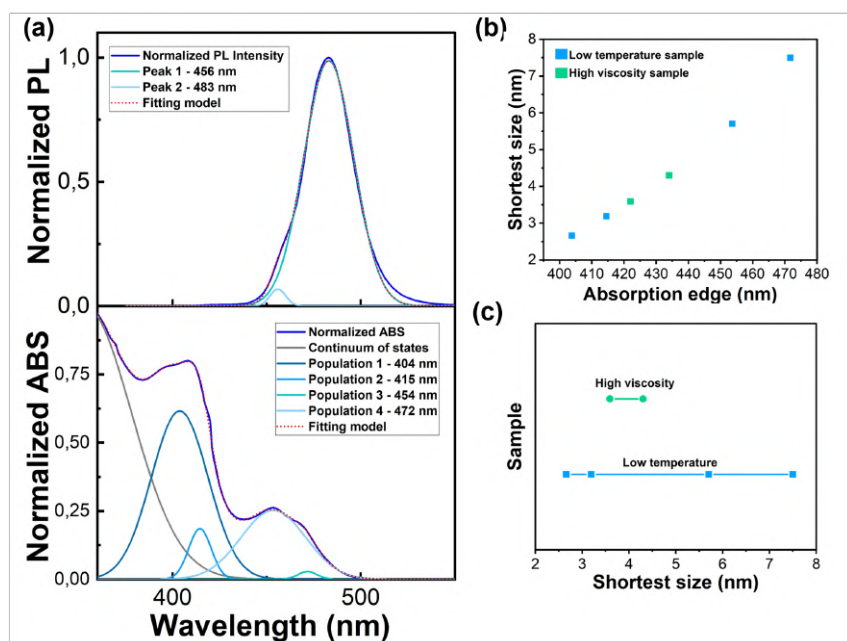 (a)
Normalized PL
1,0
0,5
0,0
Normalized PL Intensity
Peak 1 - 456 nm
Peak 2 - 483 nm
Fitting model
Normalized ABS
0,75
0,50
0,25
0,00
Normalized ABS
Continuum of states
Population 1 - 404 nm
Population 2 - 415 nm
Population 3 - 454 nm
Population 4 - 472 nm
Fitting model
400 500
Wavelength (nm)
(b)
Shortest size (nm)
8
7
6
5
4
3
2
Low temperature sample
High viscosity sample
400 410 420 430 440 450 460 470 480
Absorption edge (nm)
(c)
Sample
High viscosity
Low temperature
2 3 4 5 6 7 8
Shortest size (nm)